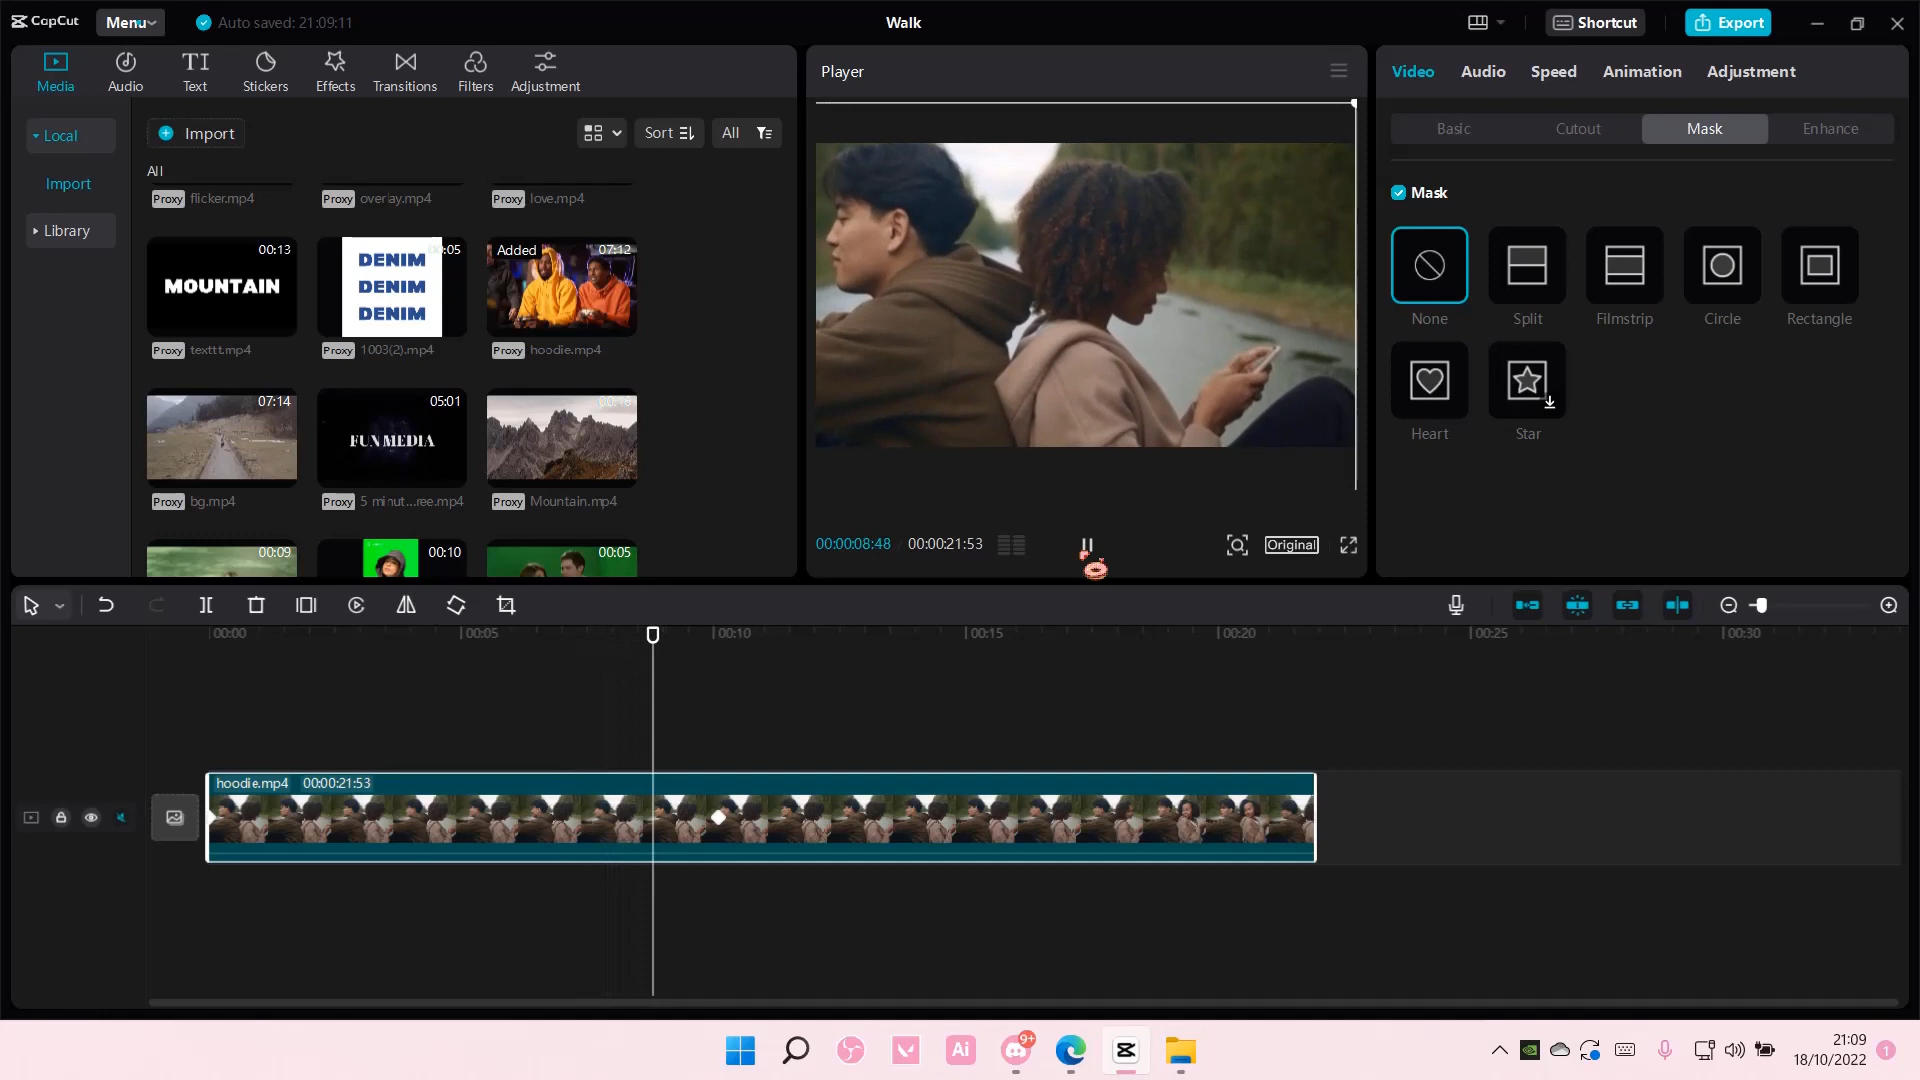 CapCut
Menu
Auto saved: 21:09:11
Walk
Shortcut
Export
Media
Audio
Text
Stickers
Effects
Transitions
Filters
Adjustment
Local
Import
Library
Import
Sort
All
All
Proxy flicker.mp4
Proxy overlay.mp4
Proxy love.mp4
00:13
MOUNTAIN
Proxy texttt.mp4
DENIM
DENIM
DENIM
Proxy 1003(2).mp4
Added
07:12
Proxy hoodie.mp4
07:14
Proxy bg.mp4
05:01
FUN MEDIA
Proxy 5 minut...ree.mp4
Proxy Mountain.mp4
00:09
00:10
00:05
Player
00:00:08:48 00:00:21:53
Original
Video
Audio
Speed
Animation
Adjustment
Basic
Cutout
Mask
Enhance
Mask
None
Split
Filmstrip
Circle
Rectangle
Heart
Star
00:00
00:05
00:10
00:15
00:20
00:25
00:30
hoodie.mp4 00:00:21:53
Ai
9+
21:09
18/10/2022
1